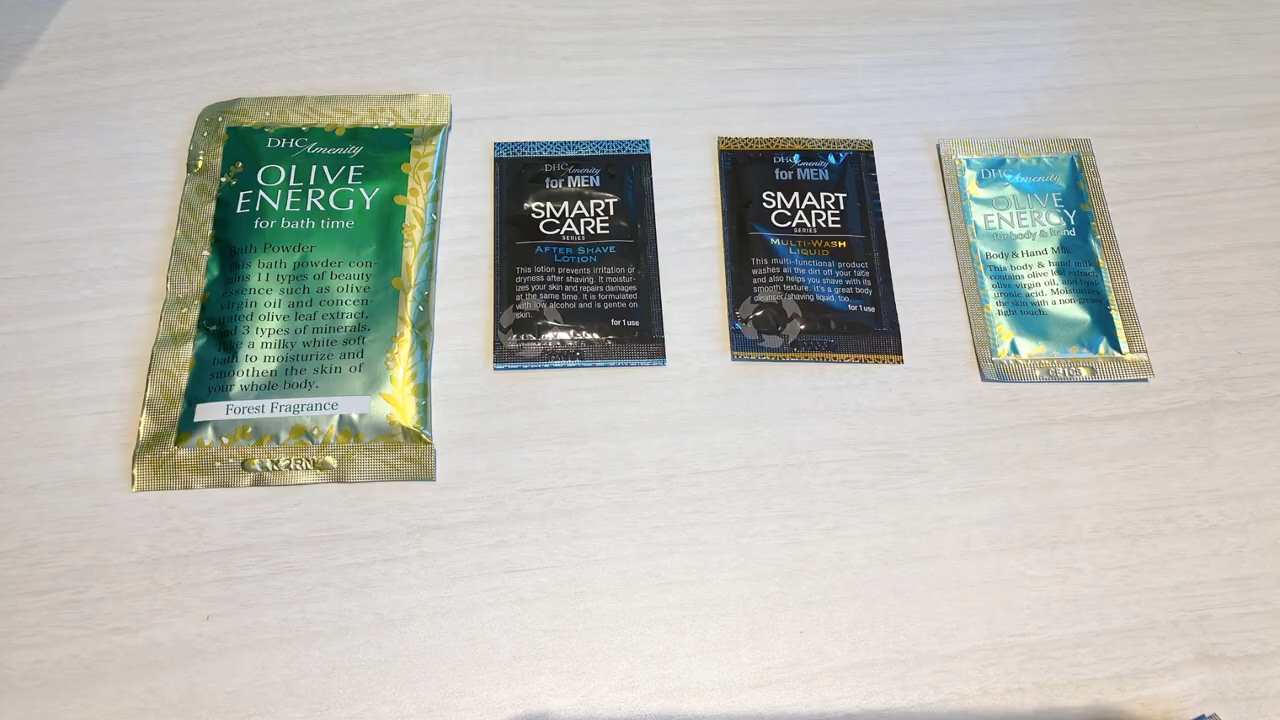 DHC Amenity
OLIVE
ENERGY
for bath time
Bath Powder
This bath powder con-
tains 11 types of beauty
essence such as olive
virgin oil and concen-
trated olive leaf extract,
and 3 types of minerals.
Take a milky white soft
bath to moisturize and
smoothen the skin of
your whole body.
Forest Fragrance
DHC Amenity
for MEN
SMART
CARE
SERIES
AFTER SHAVE
LOTION
This lotion prevents irritation or
dryness after shaving. It moistur-
izes your skin and repairs damages
at the same time. It is formulated
with low alcohol and is gentle on
skin.
for 1 use
DHC Amenity
for MEN
SMART
CARE
SERIES
MULTI-WASH
LIQUID
This multi-functional product
washes all the dirt off your face
and also helps you shave with its
smooth texture. It's a great body
cleanser/shaving liquid, too.
for 1 use
DHC Amenity
OLIVE
ENERGY
for body & hand
Body & Hand Milk
This body & hand milk
contains olive leaf extract,
olive virgin oil, and hyal-
uronic acid. Moisturizes
the skin with a non-greasy
light touch.